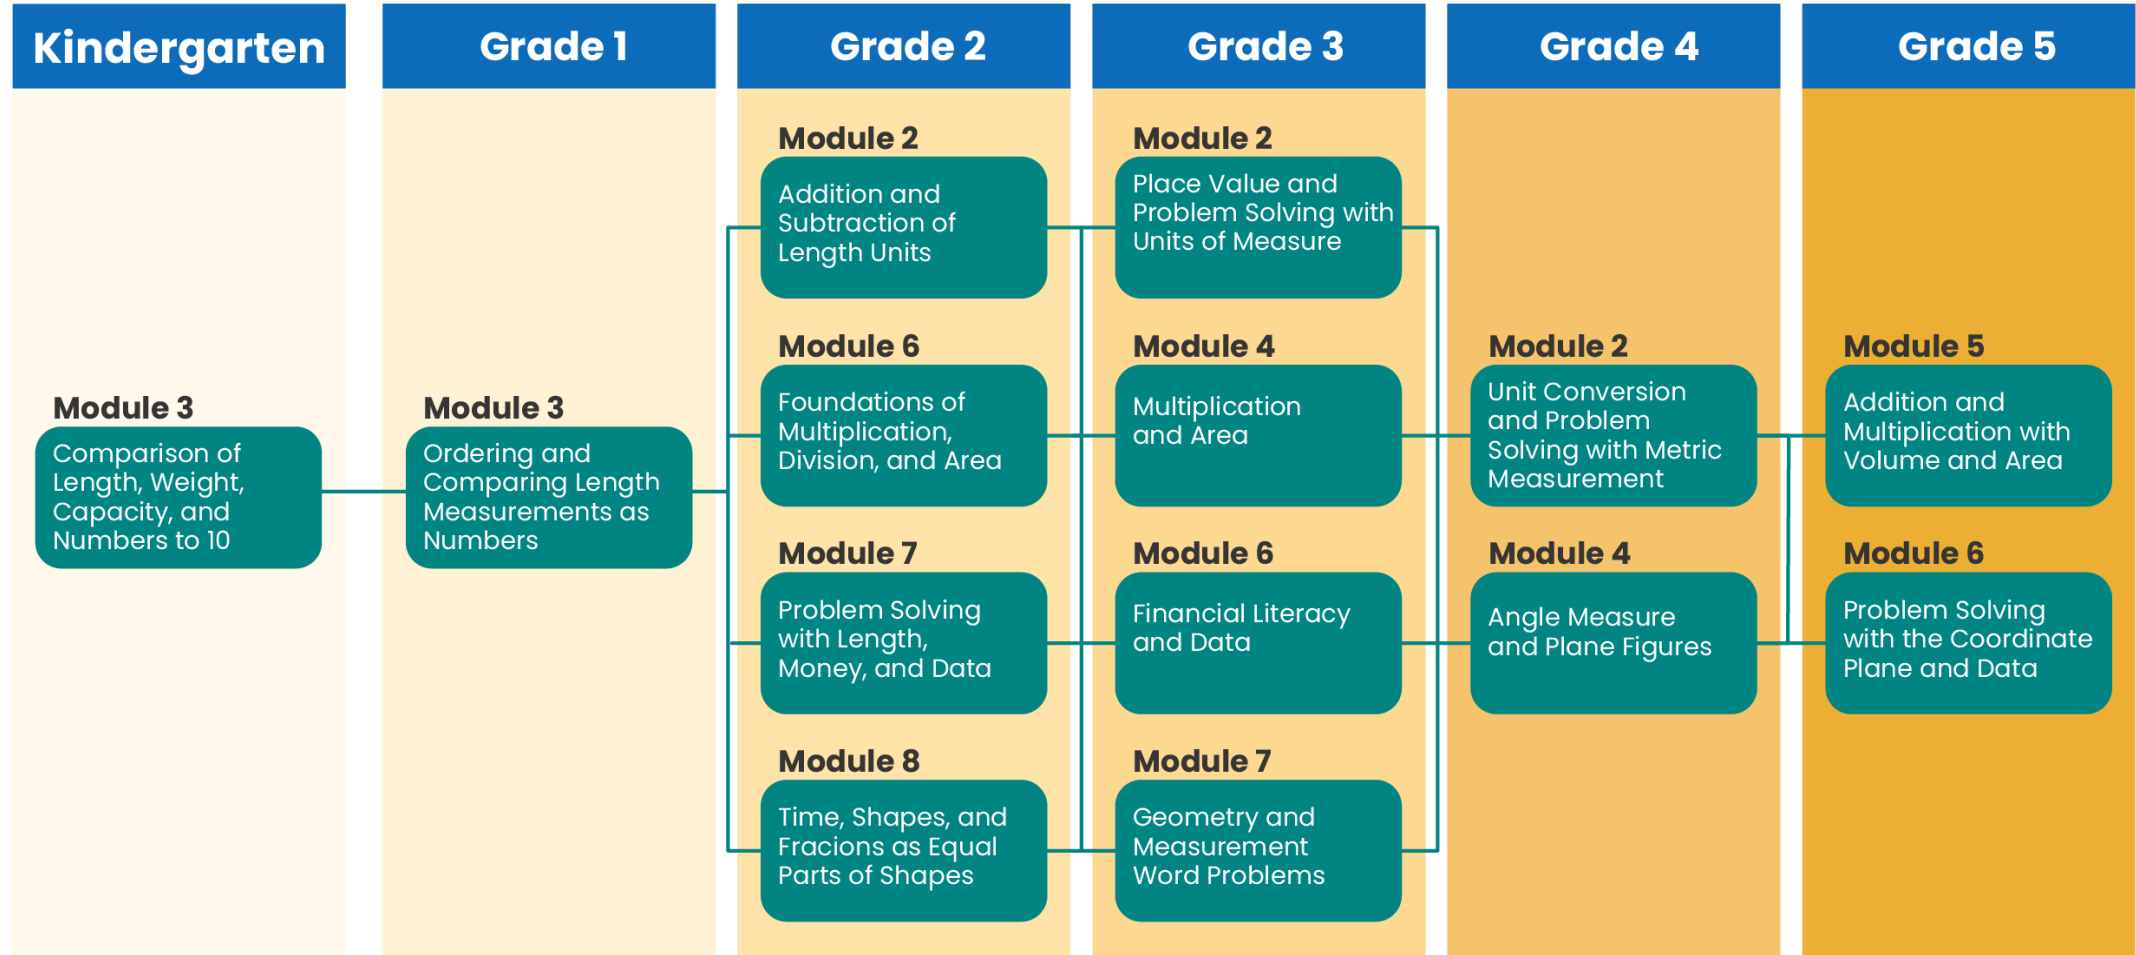 Kindergarten
Module 3
Comparison of
Length, Weight,
Capacity, and
Numbers to 10
Grade 1
Module 3
Ordering and
Comparing Length
Measurements as
Numbers
Grade 2
Module 2
Addition and
Subtraction of
Length Units
Module 6
Foundations of
Multiplication,
Division, and Area
Module 7
Problem Solving
with Length,
Money, and Data
Module 8
Time, Shapes, and
Fracions as Equal
Parts of Shapes
Grade 3
Module 2
Place Value and
Problem Solving with
Units of Measure
Module 4
Multiplication
and Area
Module 6
Financial Literacy
and Data
Module 7
Geometry and
Measurement
Word Problems
Grade 4
Module 2
Unit Conversion
and Problem
Solving with Metric
Measurement
Module 4
Angle Measure
and Plane Figures
Grade 5
Module 5
Addition and
Multiplication with
Volume and Area
Module 6
Problem Solving
with the Coordinate
Plane and Data